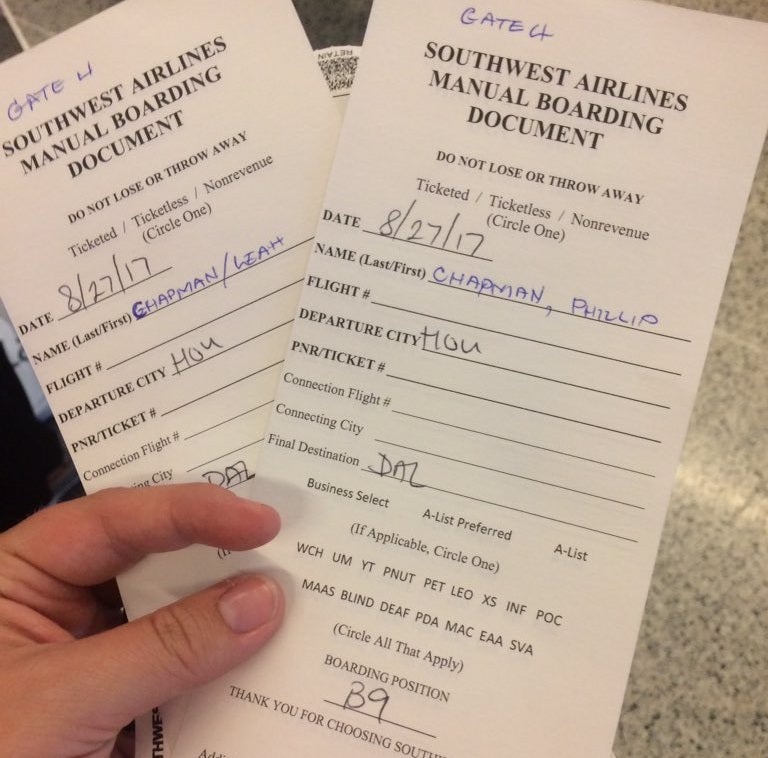 GATE 4
SOUTHWEST AIRLINES
MANUAL BOARDING
DOCUMENT
DO NOT LOSE OR THROW AWAY
Ticketed / Ticketless / Nonrevenue
(Circle One)
DATE 8/27/17
NAME (Last/First) CHAPMAN/LEAH
FLIGHT #
DEPARTURE CITY HOU
PNR/TICKET #
Connection Flight #
ing City
DAL
RETAIN
GATE 4
SOUTHWEST AIRLINES
MANUAL BOARDING
DOCUMENT
DO NOT LOSE OR THROW AWAY
Ticketed / Ticketless / Nonrevenue
(Circle One)
DATE 8/27/17
NAME (Last/First) CHAPMAN, PHILLIP
FLIGHT #
DEPARTURE CITY HOU
PNR/TICKET #
Connection Flight #
Connecting City
Final Destination DAL
Business Select A-List Preferred A-List
(If Applicable, Circle One)
WCH UM YT PNUT PET LEO XS INF POC
MAAS BLIND DEAF PDA MAC EAA SVA
(Circle All That Apply)
BOARDING POSITION
B9
THANK YOU FOR CHOOSING SOUTH